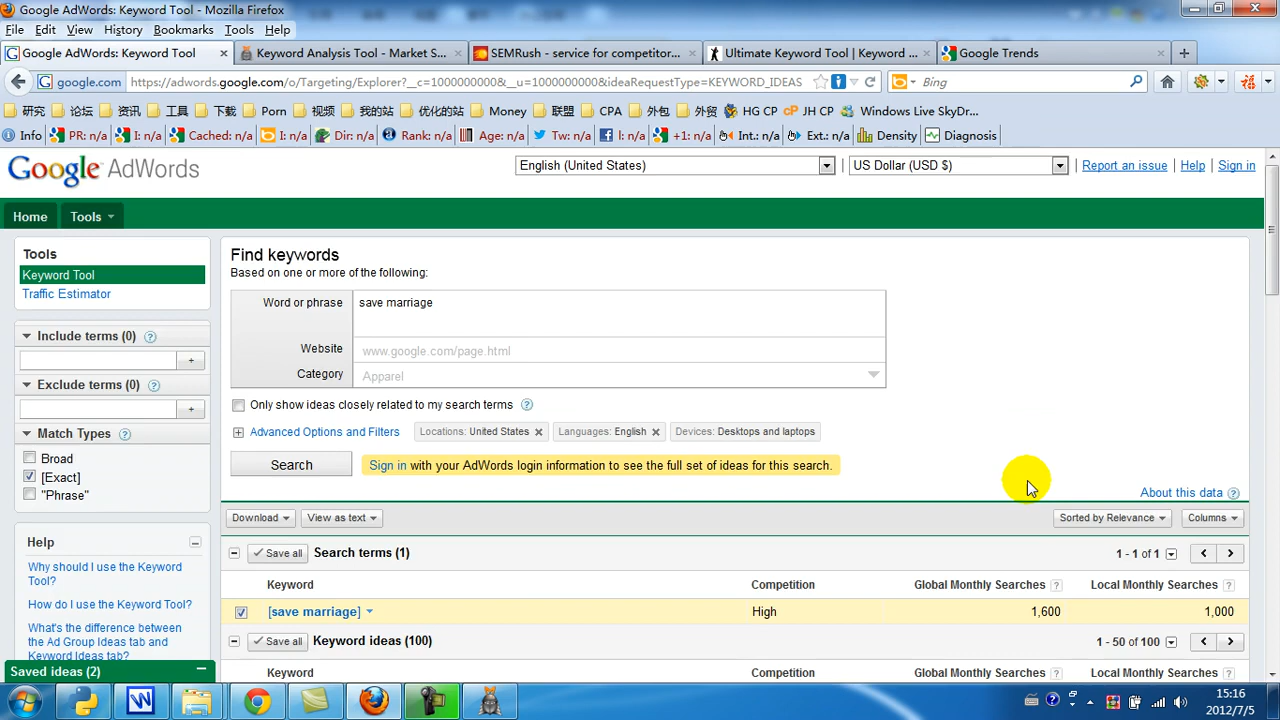 Google AdWords: Keyword Tool - Mozilla Firefox
File Edit View History Bookmarks Tools Help
Google AdWords: Keyword Tool × Keyword Analysis Tool - Market S... × SEMRush - service for competitor... × Ultimate Keyword Tool | Keyword ... × Google Trends × +
google.com https://adwords.google.com/o/Targeting/Explorer?__c=1000000000&__u=1000000000&ideaRequestType=KEYWORD_IDEAS Bing
研究 论坛 资讯 工具 下载 Porn 视频 我的站 优化的站 Money 联盟 CPA 外包 外贸 HG CP JH CP Windows Live SkyDr...
Info PR: n/a I: n/a Cached: n/a I: n/a Dir: n/a Rank: n/a Age: n/a Tw: n/a I: n/a +1: n/a Int.: n/a Ext.: n/a Density Diagnosis
Google AdWords English (United States) US Dollar (USD $) Report an issue Help Sign in
Home Tools
Tools
Keyword Tool
Traffic Estimator
Include terms (0) ?
+
Exclude terms (0) ?
+
Match Types ?
Broad
[Exact]
"Phrase"
Help
Why should I use the Keyword
Tool?
How do I use the Keyword Tool?
What's the difference between
the Ad Group Ideas tab and
Keyword Ideas tab?
Saved ideas (2)
Find keywords
Based on one or more of the following:
Word or phrase save marriage
Website www.google.com/page.html
Category Apparel
Only show ideas closely related to my search terms ?
Advanced Options and Filters Locations: United States × Languages: English × Devices: Desktops and laptops
Search Sign in with your AdWords login information to see the full set of ideas for this search.
About this data ?
Download View as text Sorted by Relevance Columns
Save all Search terms (1) 1 - 1 of 1
Keyword Competition Global Monthly Searches ? Local Monthly Searches ?
[save marriage] High 1,600 1,000
Save all Keyword ideas (100) 1 - 50 of 100
Keyword Competition Global Monthly Searches ? Local Monthly Searches ?
15:16
2012/7/5